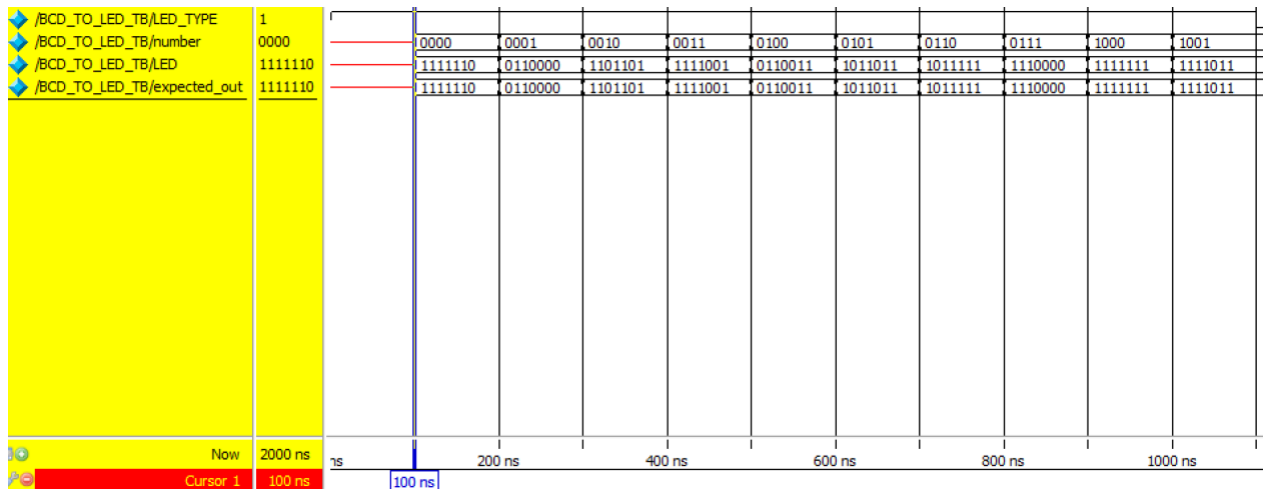 /BCD_TO_LED_TB/LED_TYPE 1
/BCD_TO_LED_TB/number 0000 0000 0001 0010 0011 0100 0101 0110 0111 1000 1001
/BCD_TO_LED_TB/LED 1111110 1111110 0110000 1101101 1111001 0110011 1011011 1011111 1110000 1111111 1111011
/BCD_TO_LED_TB/expected_out 1111110 1111110 0110000 1101101 1111001 0110011 1011011 1011111 1110000 1111111 1111011
Now 2000 ns ns 200 ns 400 ns 600 ns 800 ns 1000 ns
Cursor 1 100 ns 100 ns